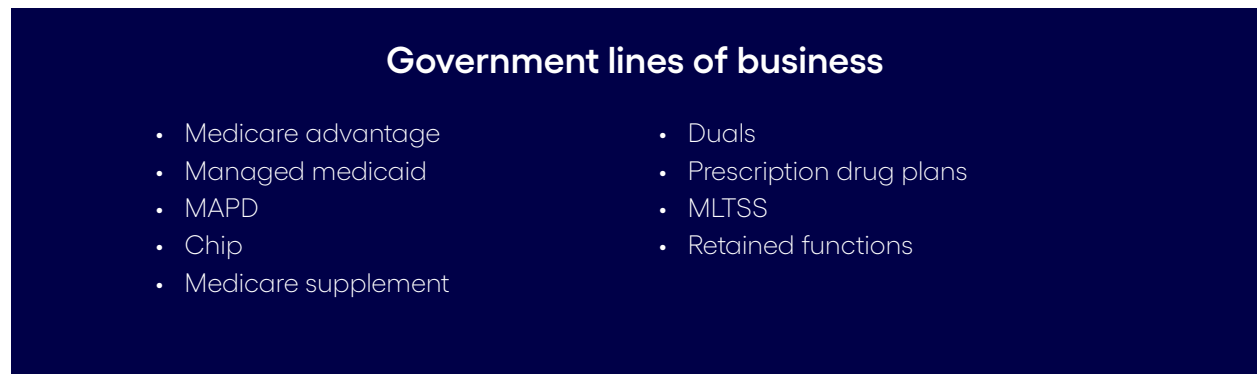 Government lines of business
• Medicare advantage
• Managed medicaid
• MAPD
• Chip
• Medicare supplement
• Duals
• Prescription drug plans
• MLTSS
• Retained functions